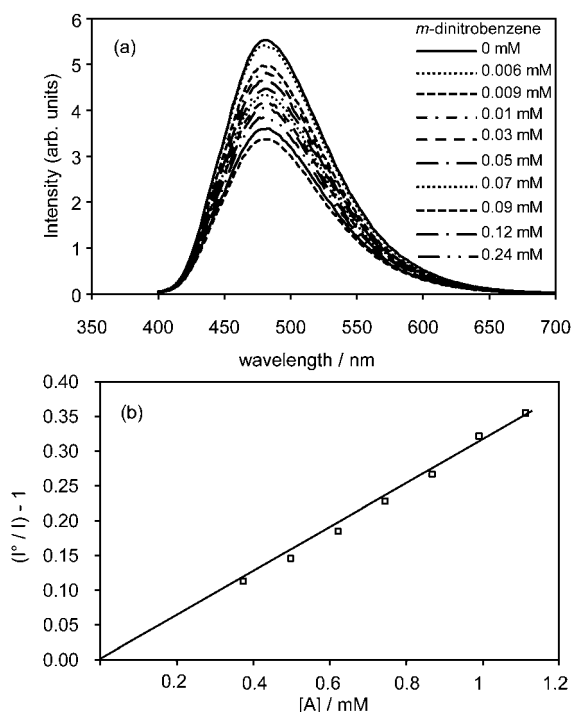 (a)
m-dinitrobenzene
0 mM
0.006 mM
0.009 mM
0.01 mM
0.03 mM
0.05 mM
0.07 mM
0.09 mM
0.12 mM
0.24 mM
Intensity (arb. units)
6
5
4
3
2
1
0
350 400 450 500 550 600 650 700
wavelength / nm
(b)
(I° / I) - 1
0.40
0.35
0.30
0.25
0.20
0.15
0.10
0.05
0.00
0.2 0.4 0.6 0.8 1 1.2
[A] / mM